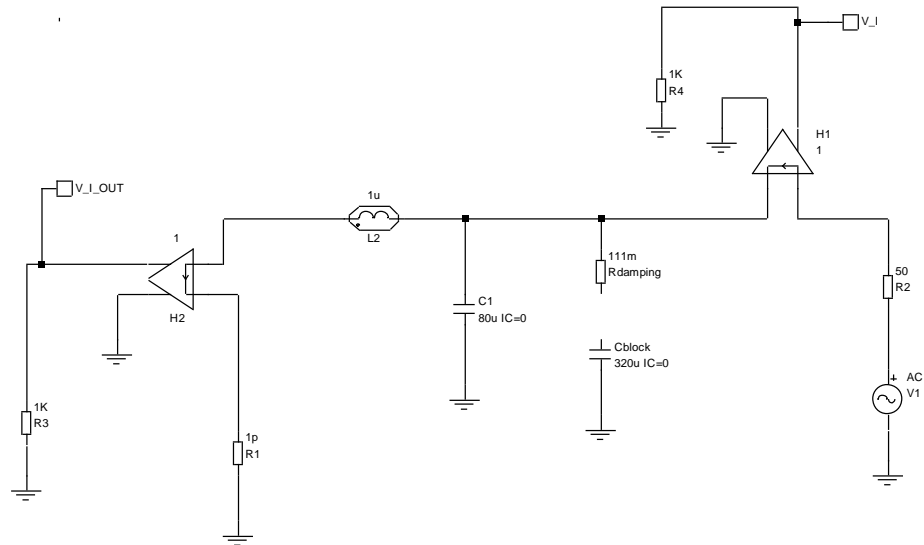 V_I
1K
R4
H1
1
V_I_OUT
1u
L2
1
H2
111m
Rdamping
50
R2
C1
80u IC=0
Cblock
320u IC=0
+
AC
V1
1K
R3
1p
R1